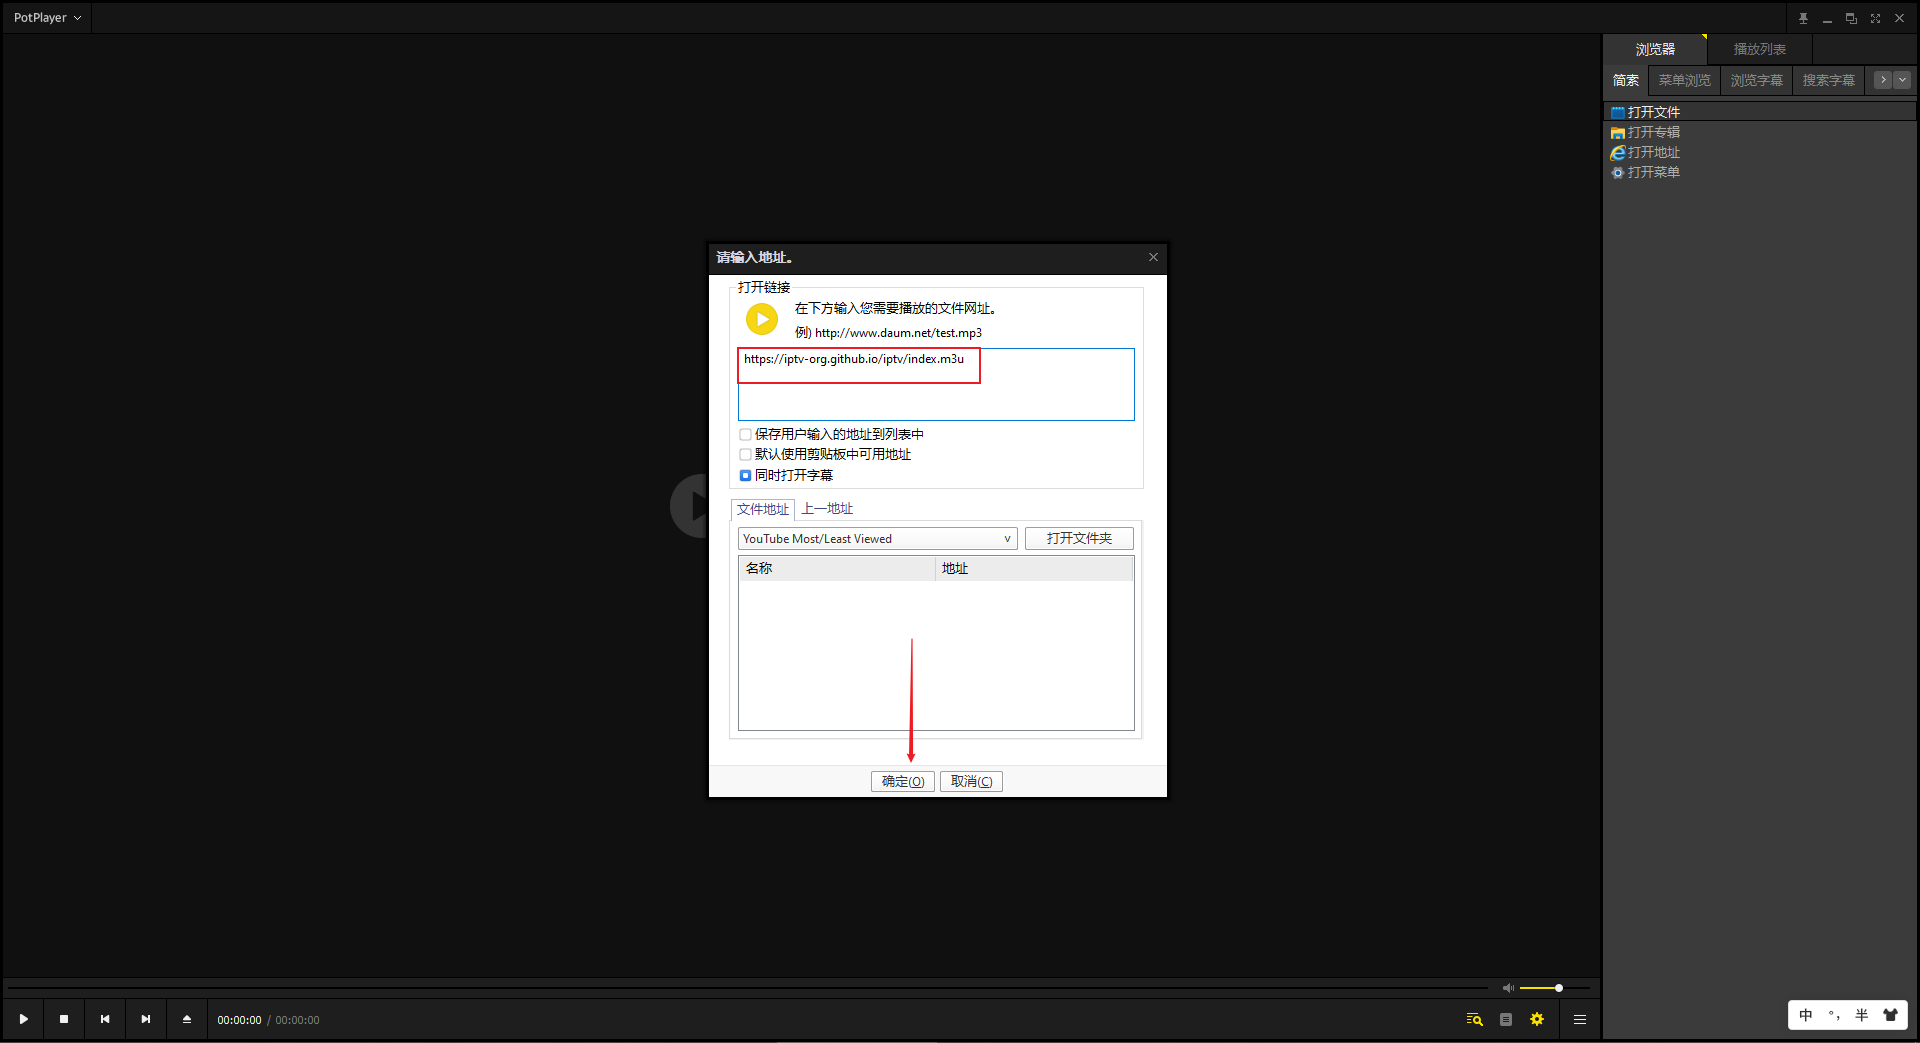 PotPlayer
浏览器 播放列表
简索 菜单浏览 浏览字幕 搜索字幕
打开文件
打开专辑
打开地址
打开菜单
请输入地址。
打开链接
在下方输入您需要播放的文件网址。
例) http://www.daum.net/test.mp3
https://iptv-org.github.io/iptv/index.m3u
保存用户输入的地址到列表中
默认使用剪贴板中可用地址
同时打开字幕
文件地址 上一地址
YouTube Most/Least Viewed 打开文件夹
名称 地址
确定(O) 取消(C)
00:00:00 / 00:00:00
中 °, 半